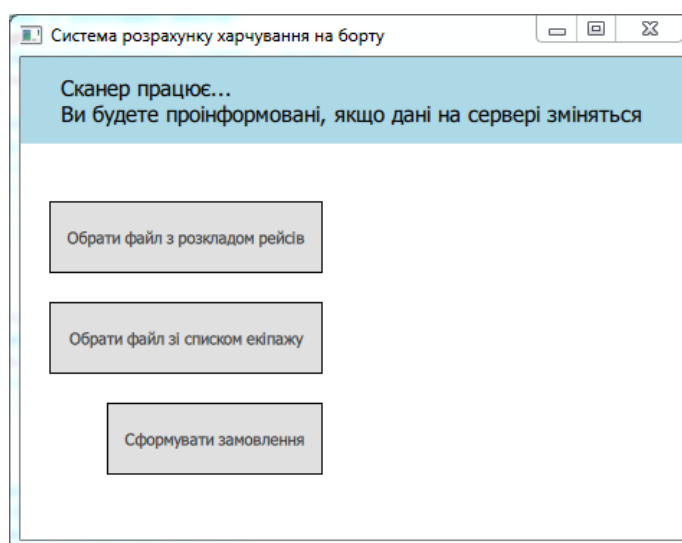 Система розрахунку харчування на борту
Сканер працює...
Ви будете проінформовані, якщо дані на сервері зміняться
Обрати файл з розкладом рейсів
Обрати файл зі списком екіпажу
Сформувати замовлення